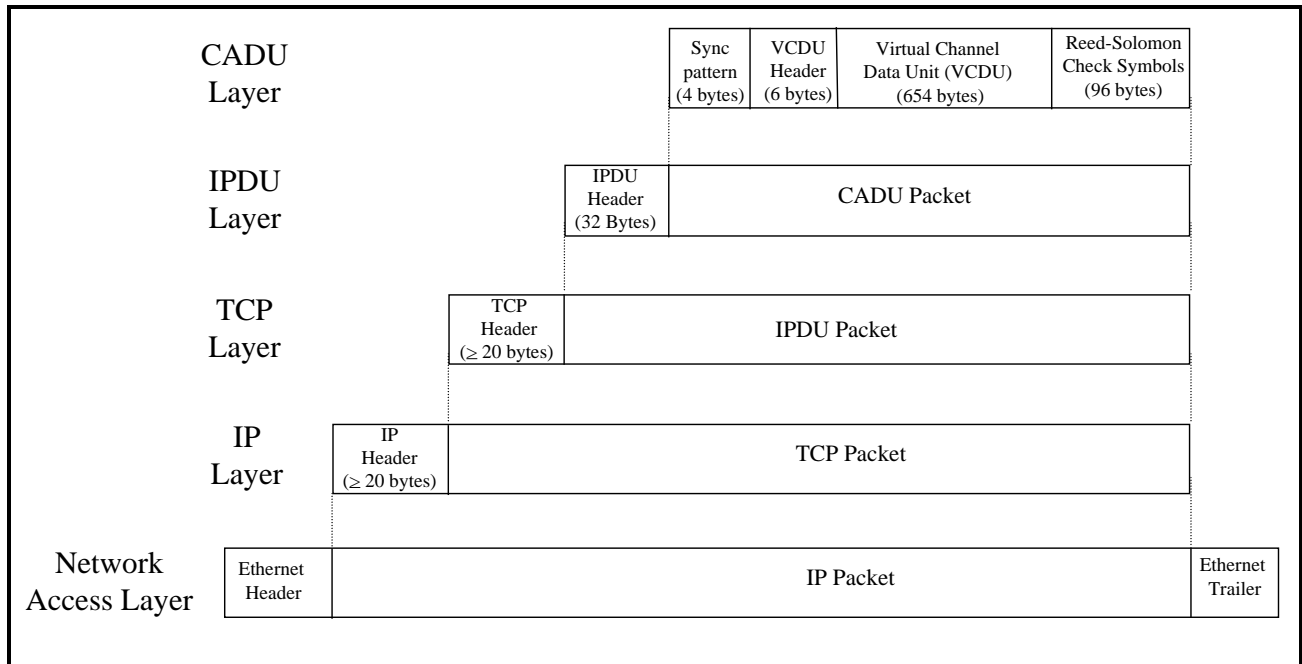 CADU
Layer
Sync
pattern
(4 bytes)
VCDU
Header
(6 bytes)
Virtual Channel
Data Unit (VCDU)
(654 bytes)
Reed-Solomon
Check Symbols
(96 bytes)
IPDU
Layer
IPDU
Header
(32 Bytes)
CADU Packet
TCP
Layer
TCP
Header
(≥ 20 bytes)
IPDU Packet
IP
Layer
IP
Header
(≥ 20 bytes)
TCP Packet
Network
Access Layer
Ethernet
Header
IP Packet
Ethernet
Trailer